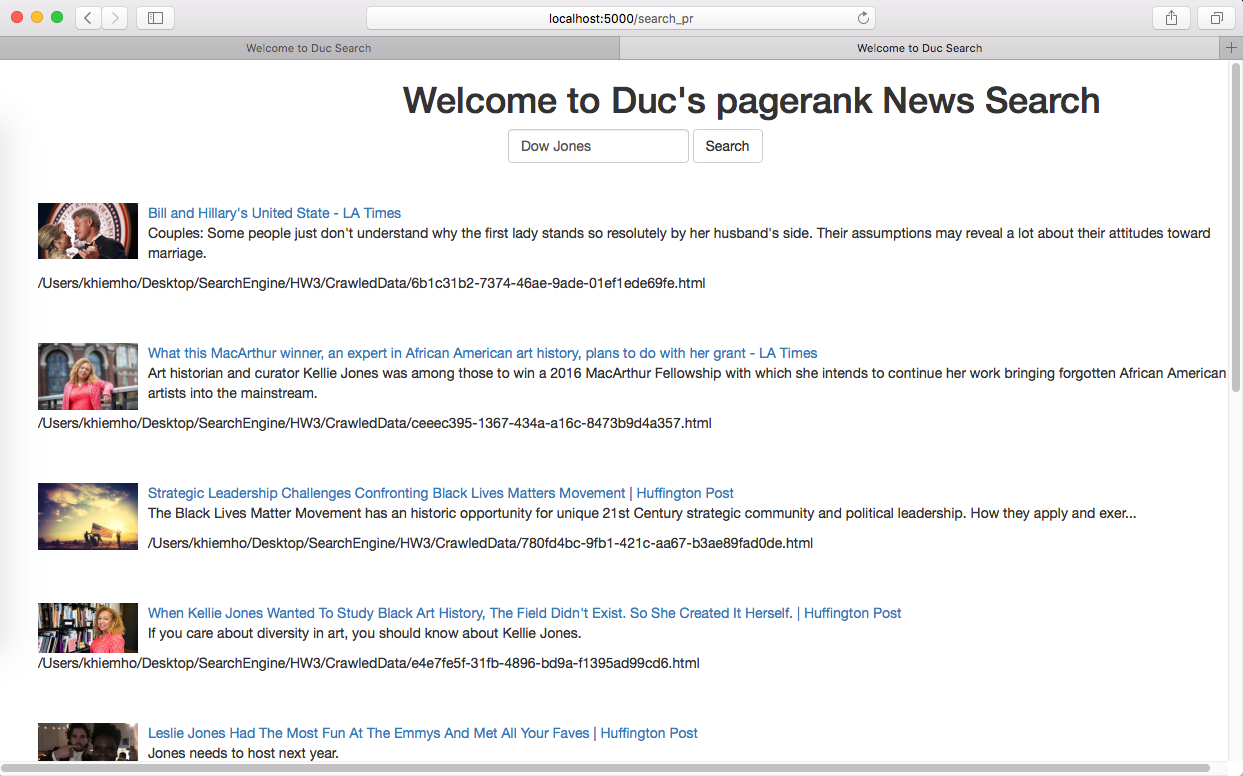 localhost:5000/search_pr
Welcome to Duc Search
Welcome to Duc Search
Welcome to Duc's pagerank News Search
Dow Jones
Search
Bill and Hillary's United State - LA Times
Couples: Some people just don't understand why the first lady stands so resolutely by her husband's side. Their assumptions may reveal a lot about their attitudes toward
marriage.
/Users/khiemho/Desktop/SearchEngine/HW3/CrawledData/6b1c31b2-7374-46ae-9ade-01ef1ede69fe.html
What this MacArthur winner, an expert in African American art history, plans to do with her grant - LA Times
Art historian and curator Kellie Jones was among those to win a 2016 MacArthur Fellowship with which she intends to continue her work bringing forgotten African American
artists into the mainstream.
/Users/khiemho/Desktop/SearchEngine/HW3/CrawledData/ceeec395-1367-434a-a16c-8473b9d4a357.html
Strategic Leadership Challenges Confronting Black Lives Matters Movement | Huffington Post
The Black Lives Matter Movement has an historic opportunity for unique 21st Century strategic community and political leadership. How they apply and exer...
/Users/khiemho/Desktop/SearchEngine/HW3/CrawledData/780fd4bc-9fb1-421c-aa67-b3ae89fad0de.html
When Kellie Jones Wanted To Study Black Art History, The Field Didn't Exist. So She Created It Herself. | Huffington Post
If you care about diversity in art, you should know about Kellie Jones.
/Users/khiemho/Desktop/SearchEngine/HW3/CrawledData/e4e7fe5f-31fb-4896-bd9a-f1395ad99cd6.html
Leslie Jones Had The Most Fun At The Emmys And Met All Your Faves | Huffington Post
Jones needs to host next year.